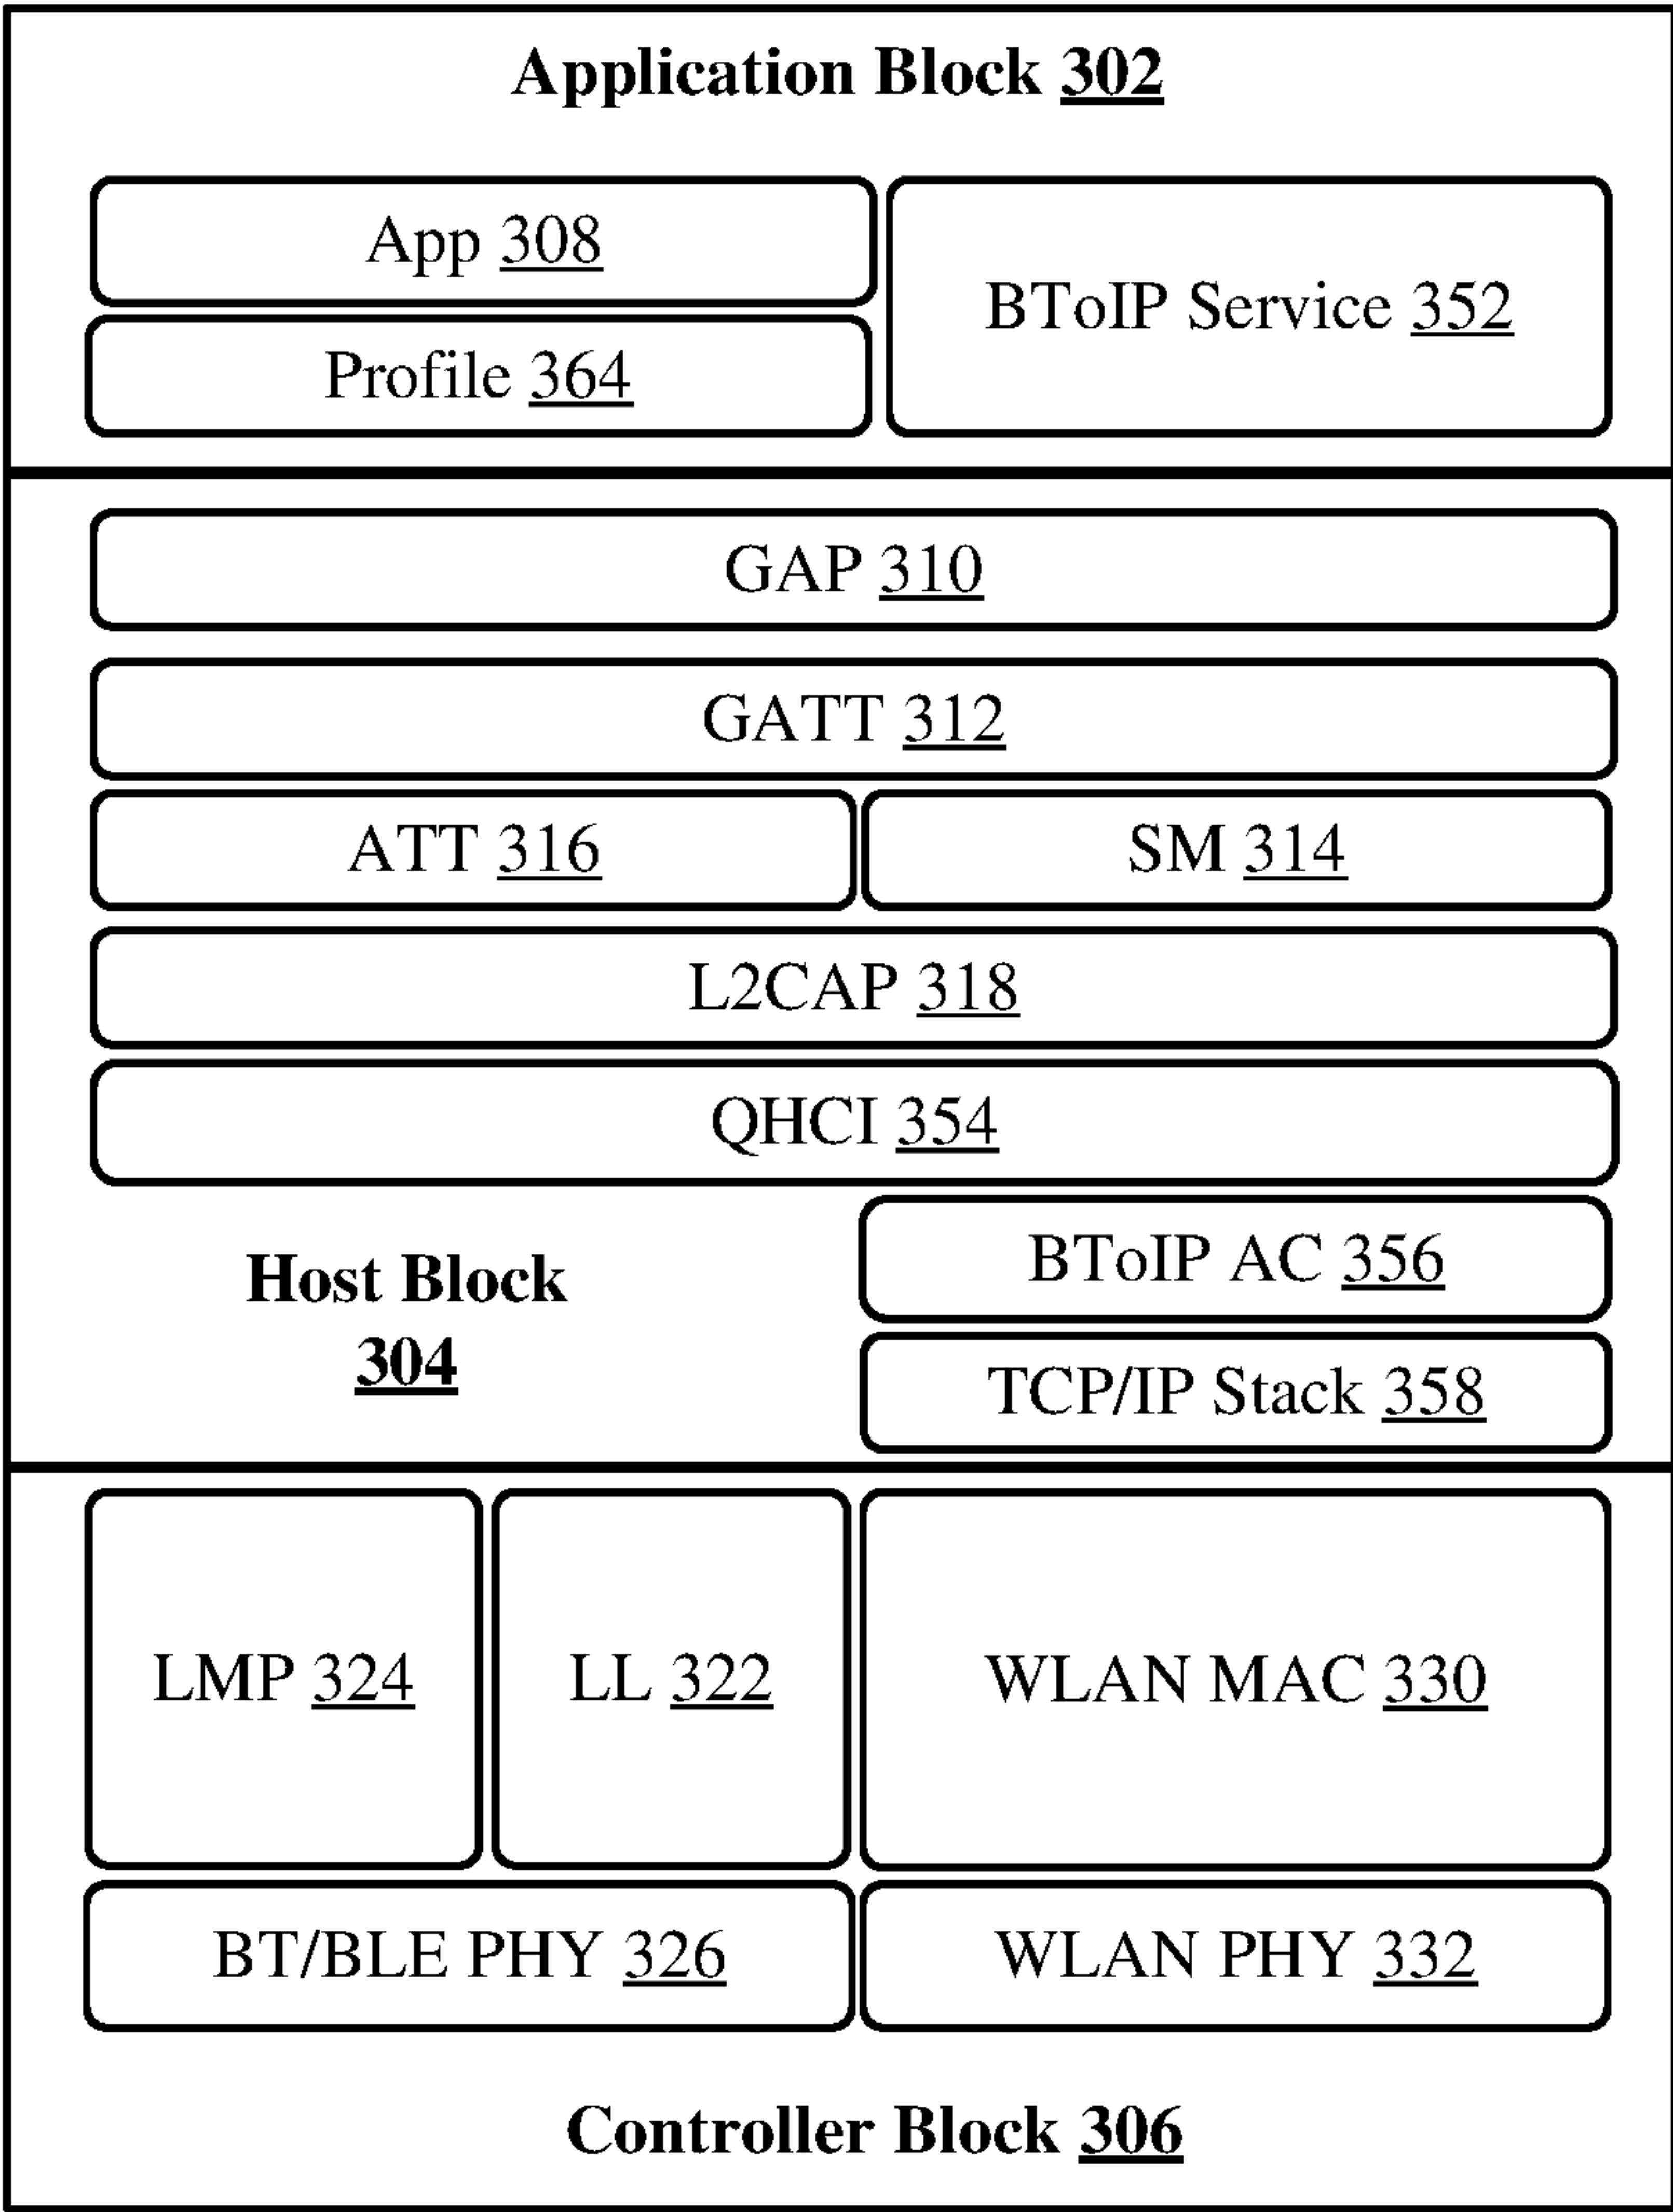 Application Block 302
App 308
BToIP Service 352
Profile 364
GAP 310
GATT 312
ATT 316
SM 314
L2CAP 318
QHCI 354
BToIP AC 356
Host Block
304
TCP/IP Stack 358
LMP 324
LL 322
WLAN MAC 330
BT/BLE PHY 326
WLAN PHY 332
Controller Block 306